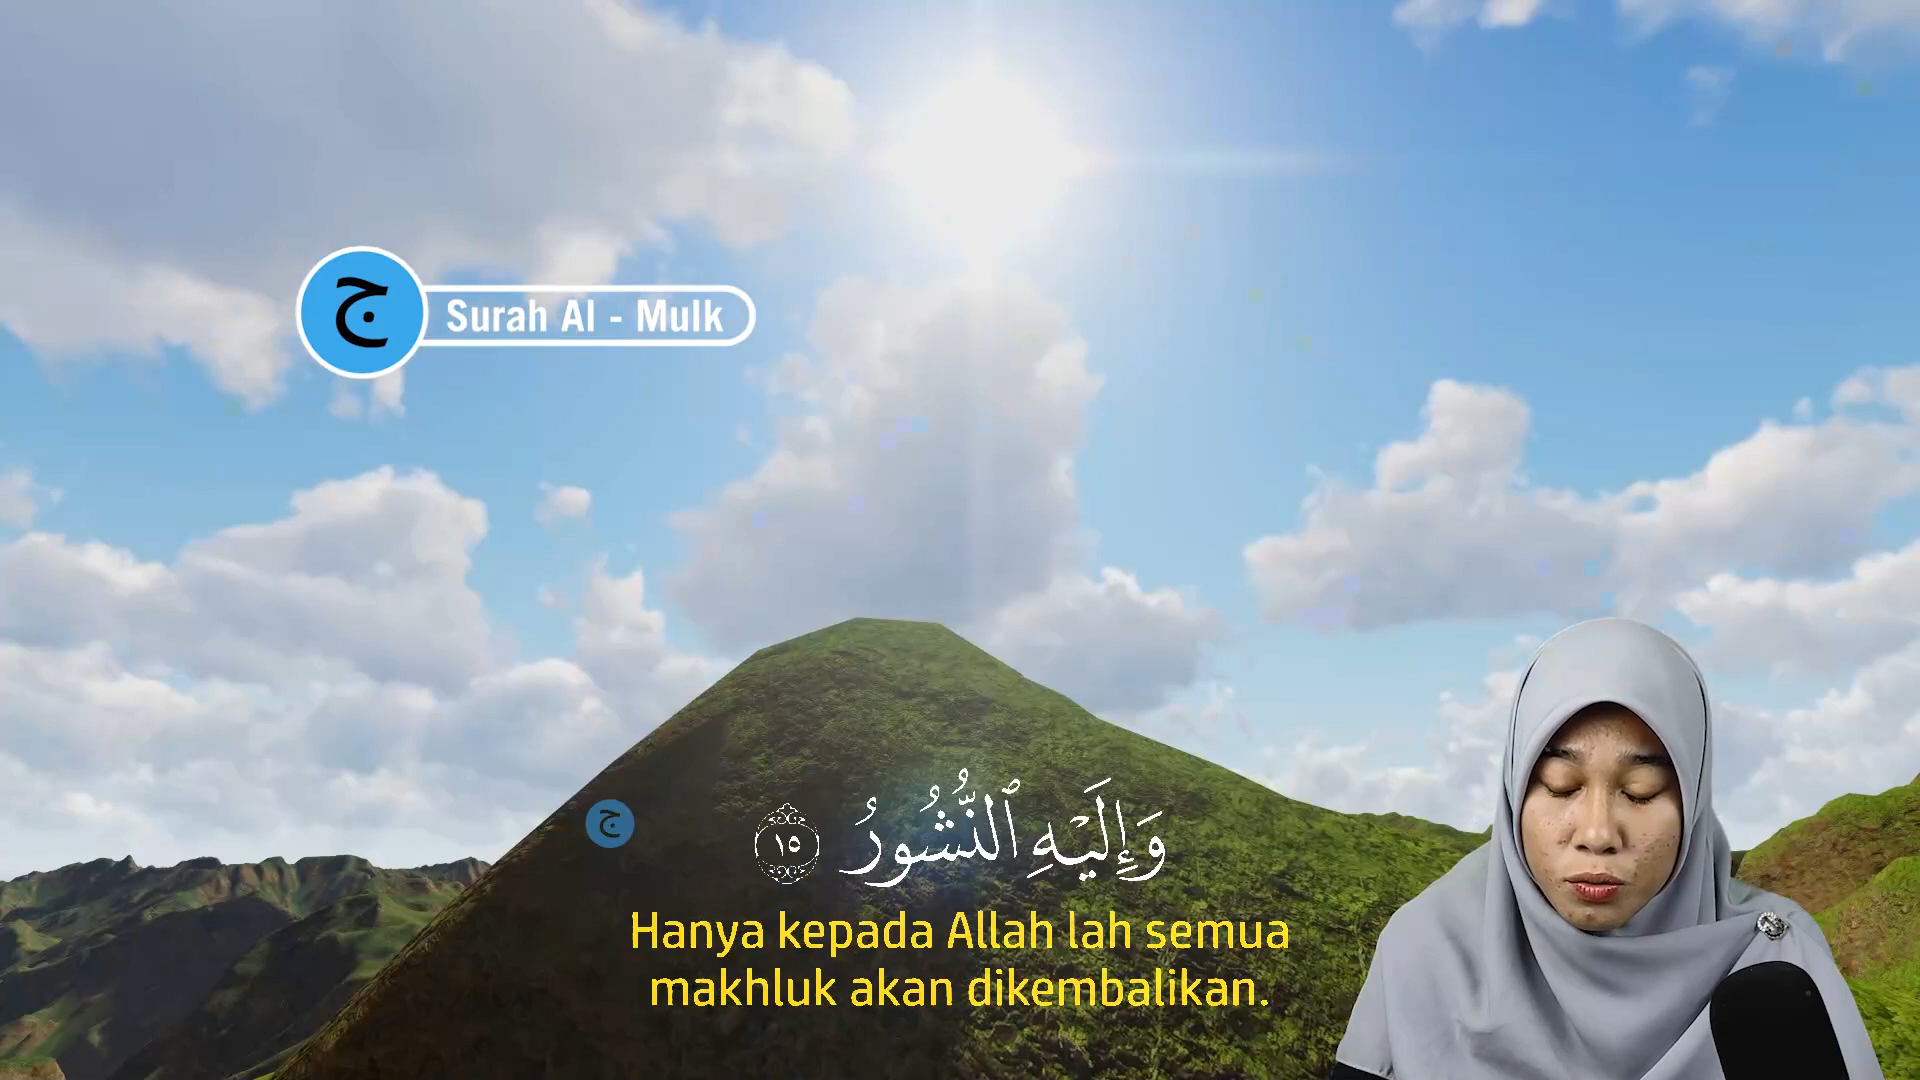 ج
Surah Al - Mulk
ج
وَإِلَيْهِ ٱلنُّشُورُ ١٥
Hanya kepada Allah lah semua
makhluk akan dikembalikan.